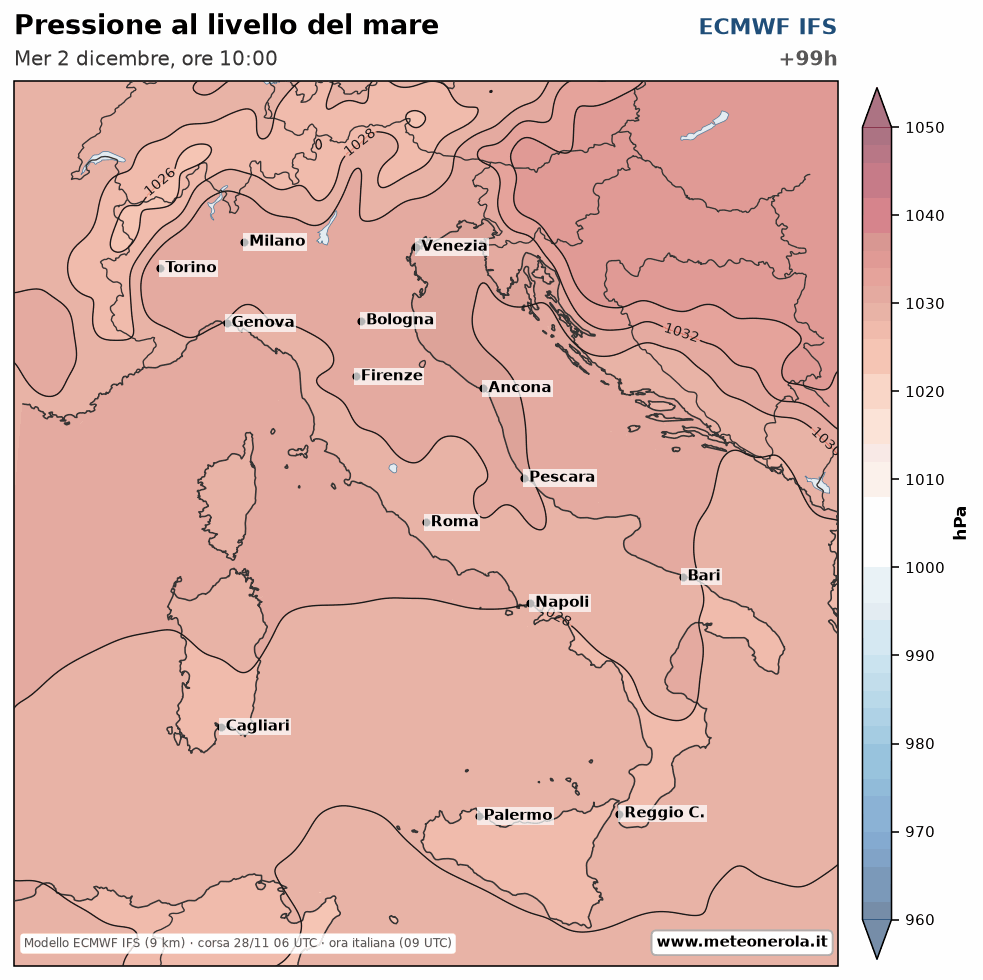 Pressione al livello del mare
ECMWF IFS
Mer 2 dicembre, ore 10:00
+99h
1028
1026
Milano
Venezia
Torino
Genova
Bologna
1032
Firenze
Ancona
1030
Pescara
Roma
Bari
Napoli
1028
Cagliari
Palermo
Reggio C.
Modello ECMWF IFS (9 km) · corsa 28/11 06 UTC · ora italiana (09 UTC)
www.meteonerola.it
1050
1040
1030
1020
1010
1000
990
980
970
960
hPa